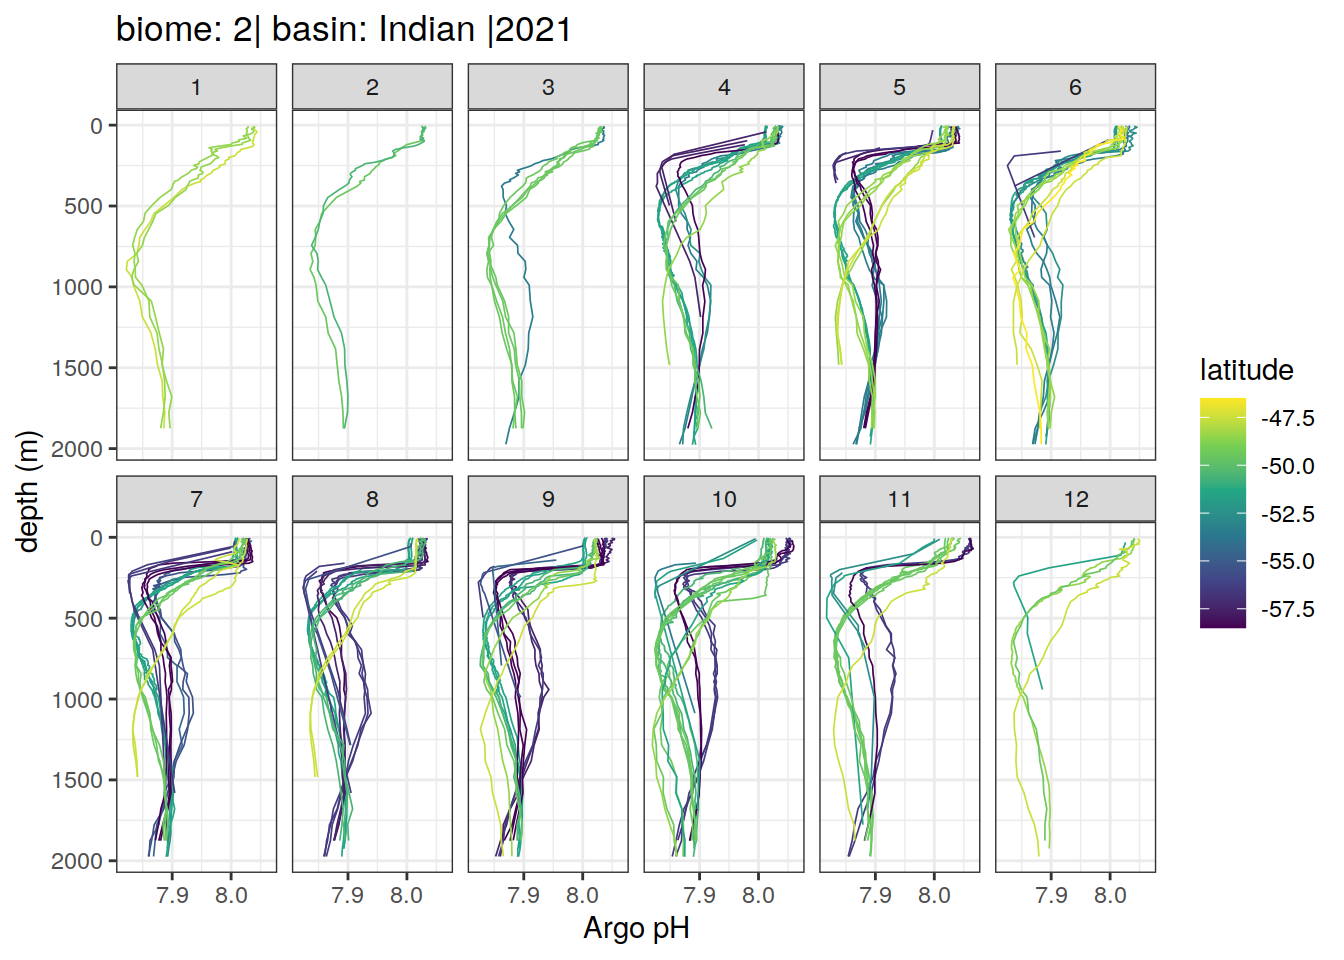 biome: 2| basin: Indian |2021
1 2 3 4 5 6
0
500
1000
1500
2000
7 8 9 10 11 12
0
500
1000
1500
2000
7.9 8.0 7.9 8.0 7.9 8.0 7.9 8.0 7.9 8.0 7.9 8.0
Argo pH
depth (m)
latitude
-47.5
-50.0
-52.5
-55.0
-57.5